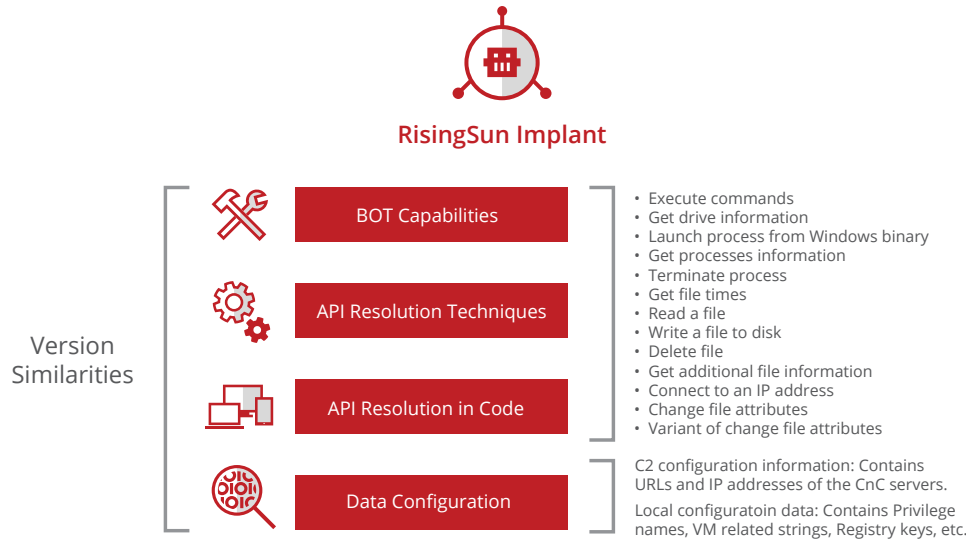 RisingSun Implant
Version
Similarities
BOT Capabilities
API Resolution Techniques
API Resolution in Code
Data Configuration
• Execute commands
• Get drive information
• Launch process from Windows binary
• Get processes information
• Terminate process
• Get file times
• Read a file
• Write a file to disk
• Delete file
• Get additional file information
• Connect to an IP address
• Change file attributes
• Variant of change file attributes
C2 configuration information: Contains
URLs and IP addresses of the CnC servers.
Local configuratoin data: Contains Privilege
names, VM related strings, Registry keys, etc.